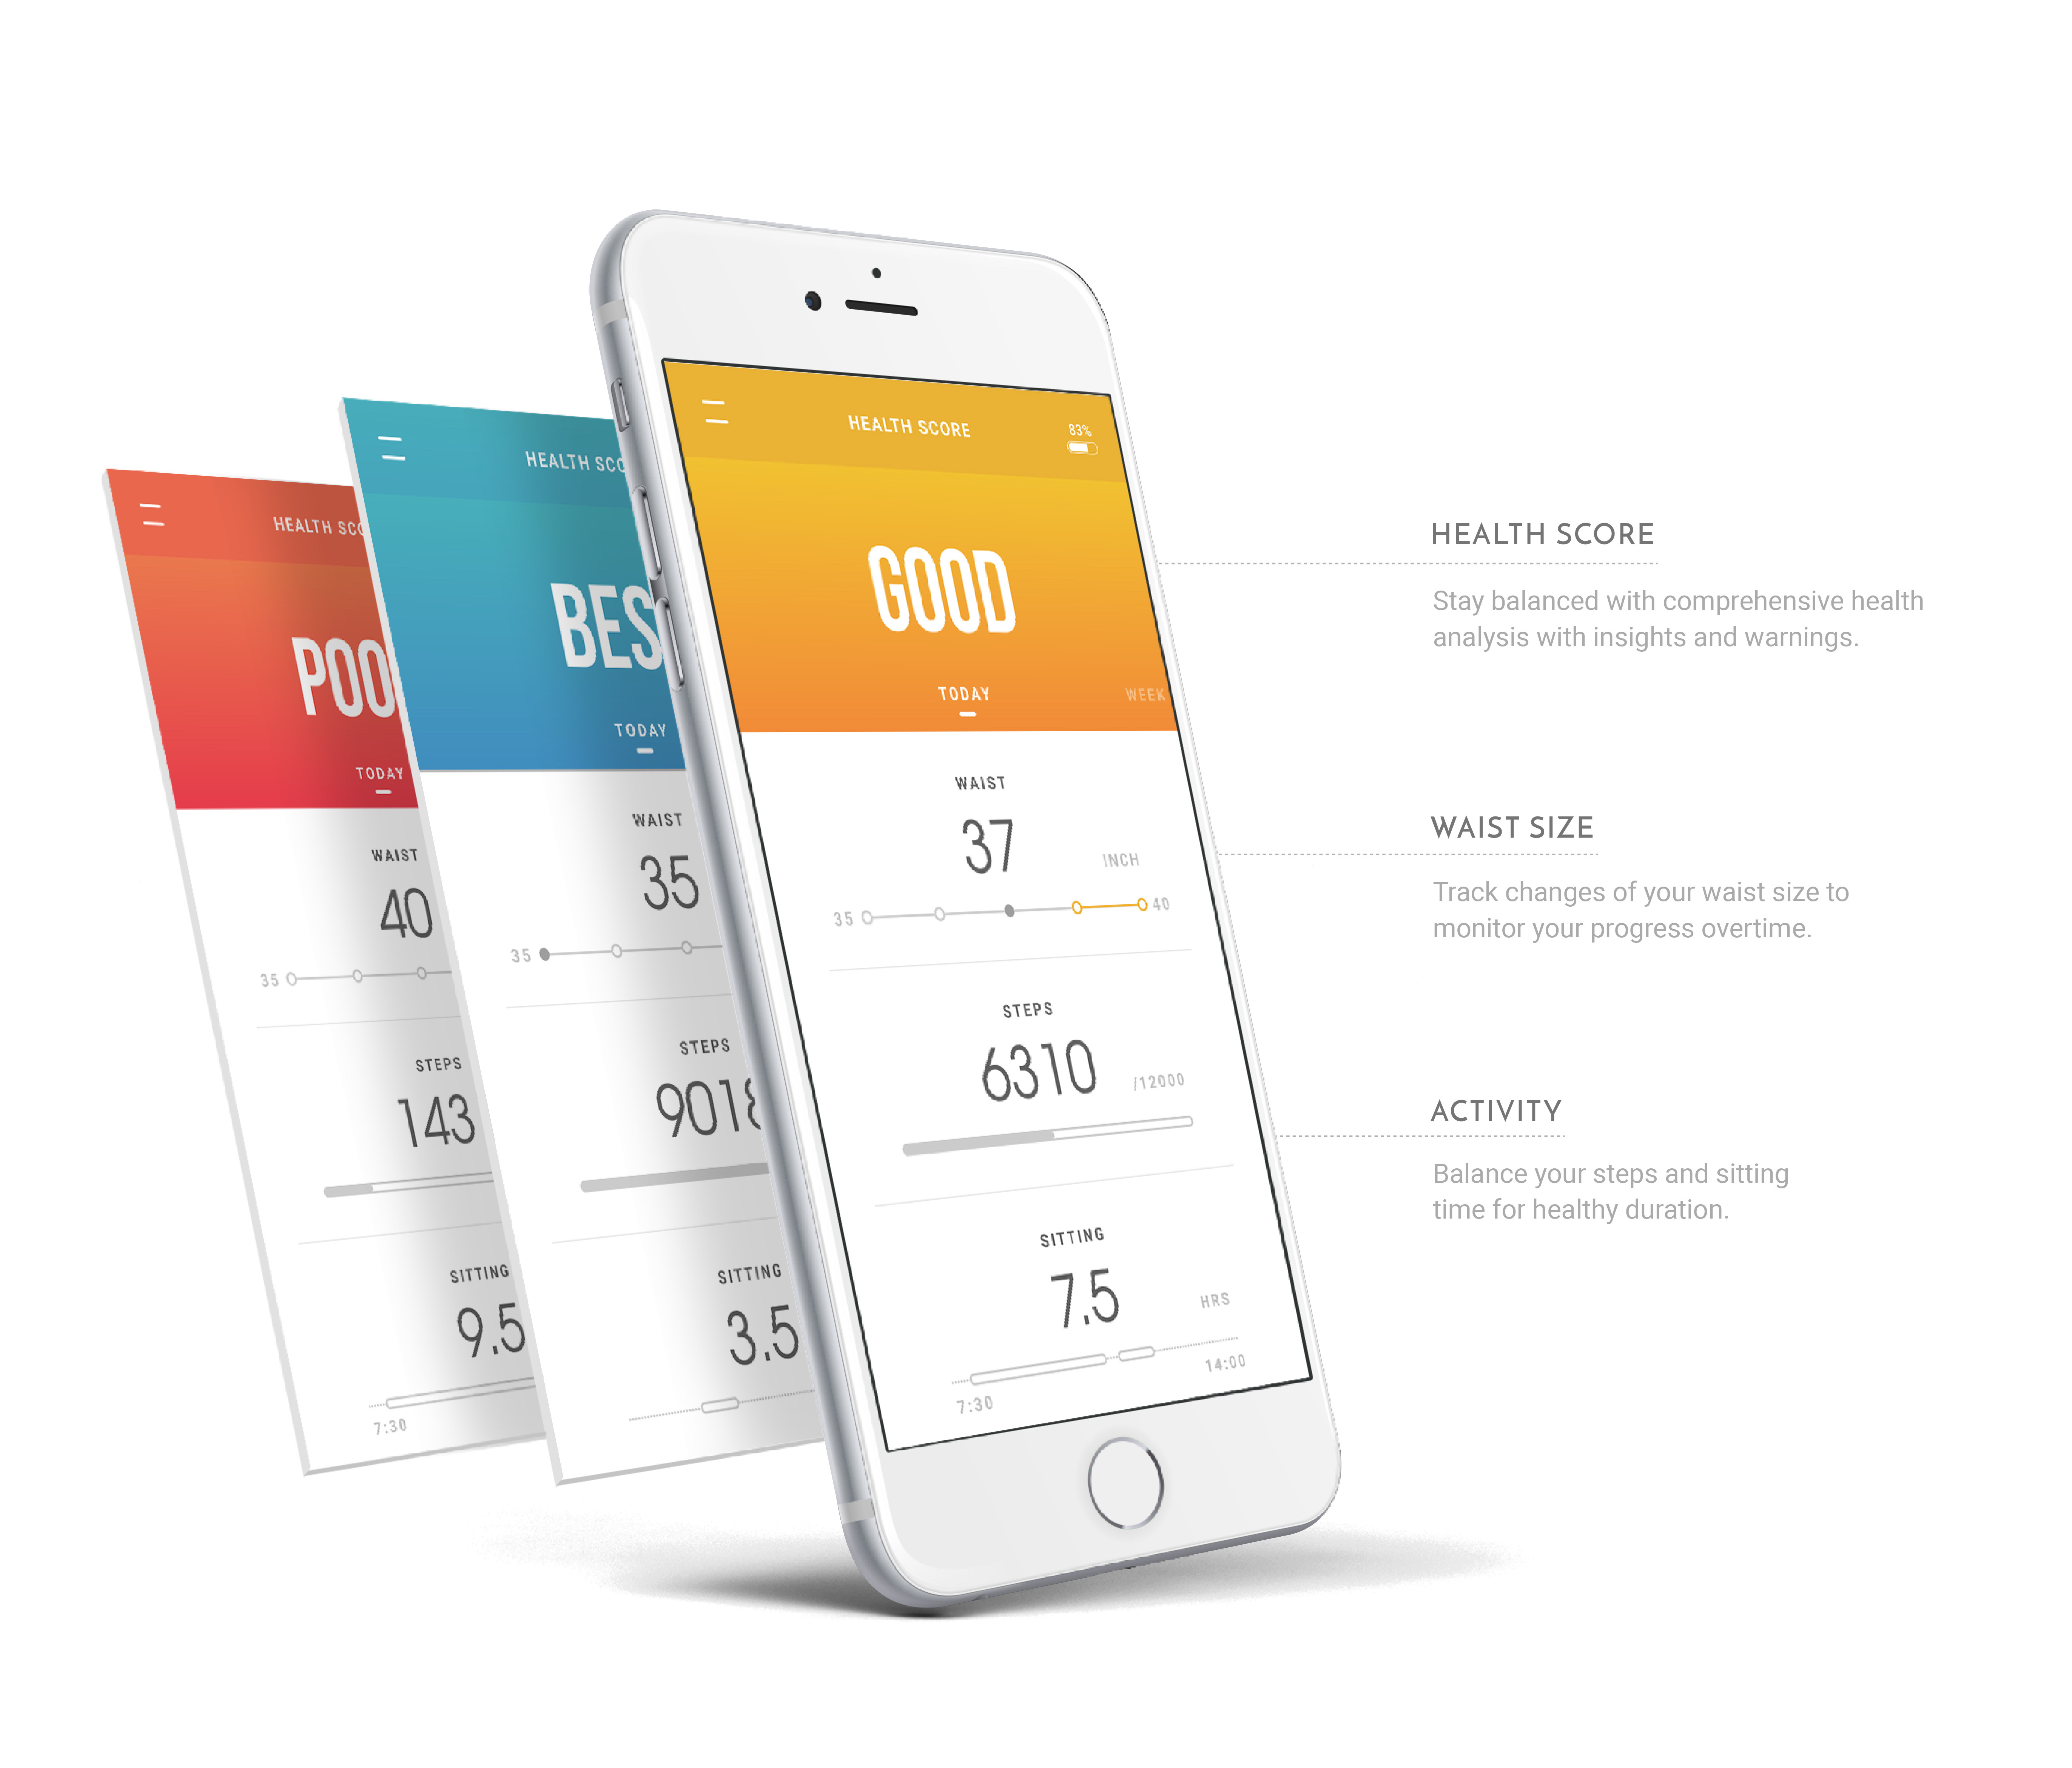 HEALTH SCORE
83%
GOOD
TODAY
WEEK
WAIST
37
INCH
35
40
STEPS
6310
/12000
SITTING
7.5
HRS
7:30
14:00
HEALTH SCO
BES
TODAY
WAIST
35
35
STEPS
901
SITTING
3.5
HEALTH SCO
POO
TODAY
WAIST
40
35
STEPS
143
SITTING
9.5
7:30
HEALTH SCORE
Stay balanced with comprehensive health
analysis with insights and warnings.
WAIST SIZE
Track changes of your waist size to
monitor your progress overtime.
ACTIVITY
Balance your steps and sitting
time for healthy duration.